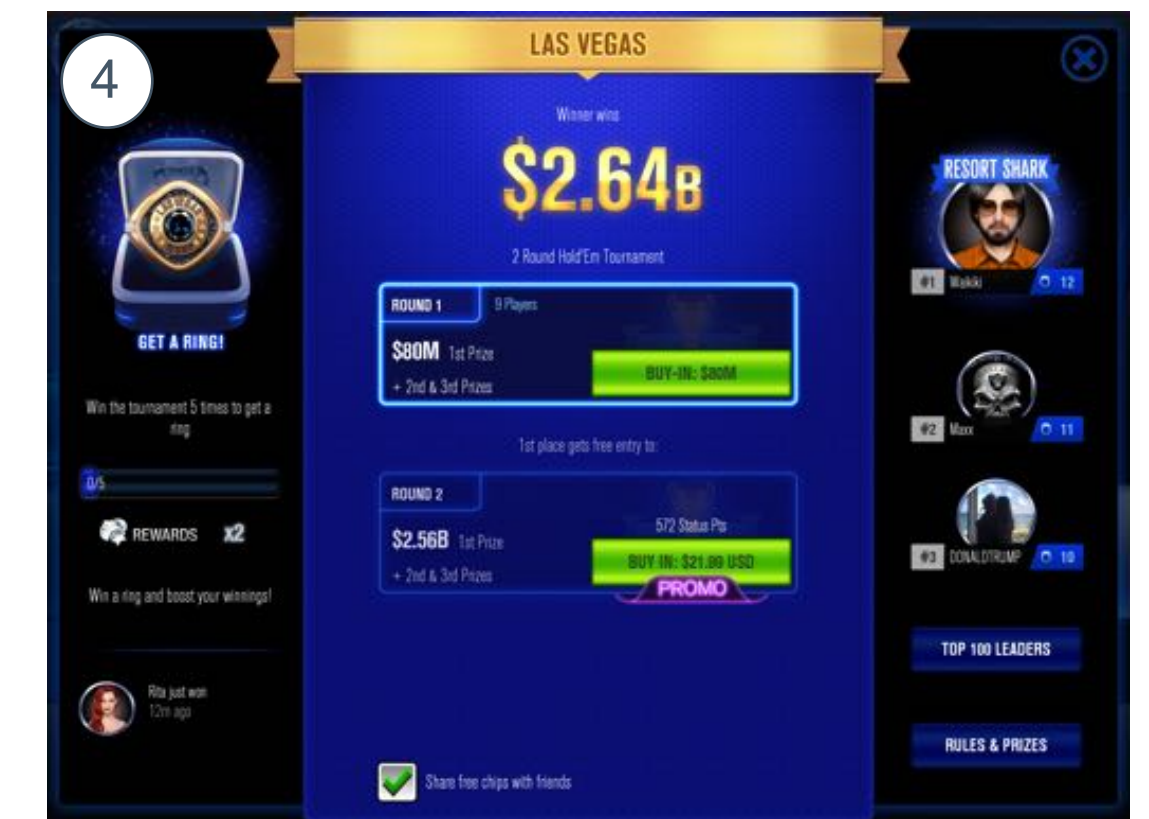 4
LAS VEGAS
Winner wins
$2.64B
2 Round Hold'Em Tournament
ROUND 1
9 Players
$80M 1st Prize
+ 2nd & 3rd Prizes
BUY-IN: $80M
1st place gets free entry to:
ROUND 2
$2.56B 1st Prize
+ 2nd & 3rd Prizes
572 Status Pts
BUY IN: $21.99 USD
PROMO
Share free chips with friends
GET A RING!
Win the tournament 5 times to get a
ring
0/5
REWARDS x2
Win a ring and boost your winnings!
Rita just won
12m ago
RESORT SHARK
#1 Waikiki 12
#2 Maxx 11
#3 DONALDTRUMP 10
TOP 100 LEADERS
RULES & PRIZES